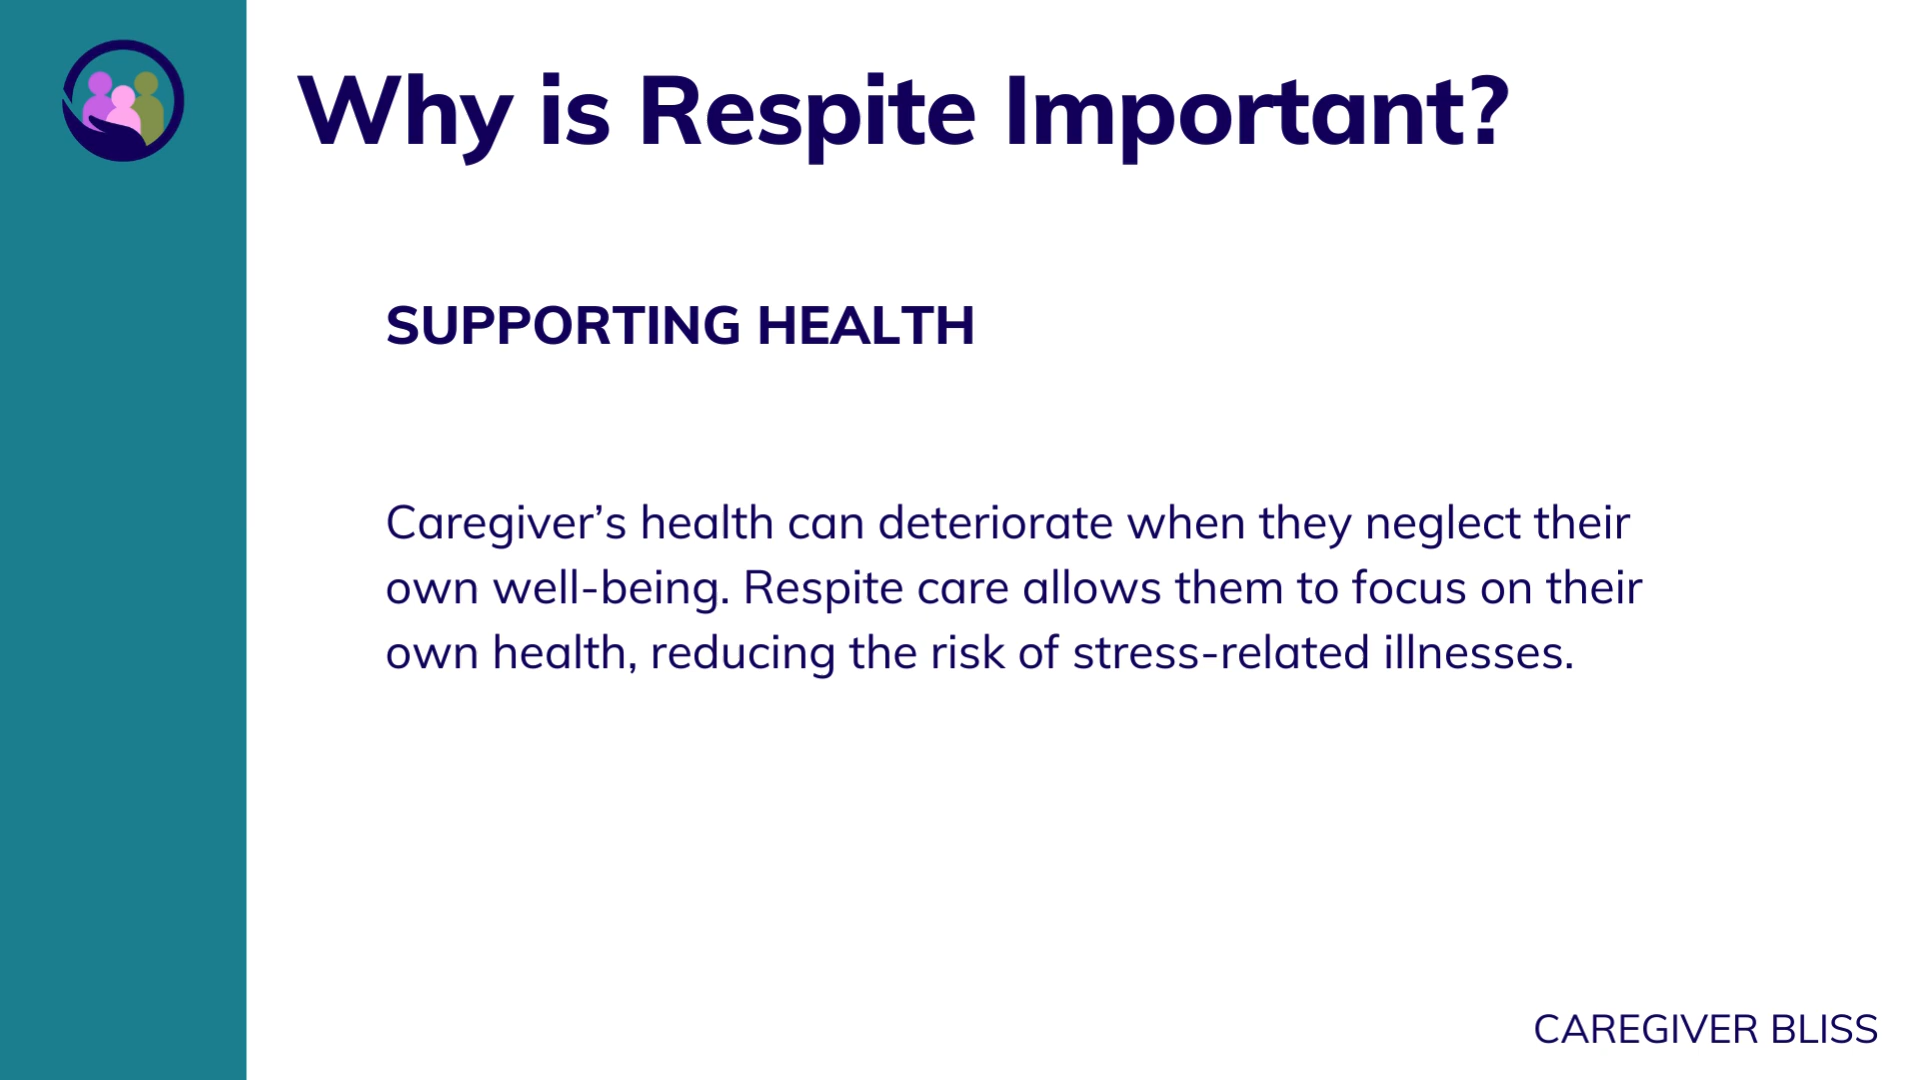 Why is Respite Important?
SUPPORTING HEALTH
Caregiver’s health can deteriorate when they neglect their
own well-being. Respite care allows them to focus on their
own health, reducing the risk of stress-related illnesses.
CAREGIVER BLISS